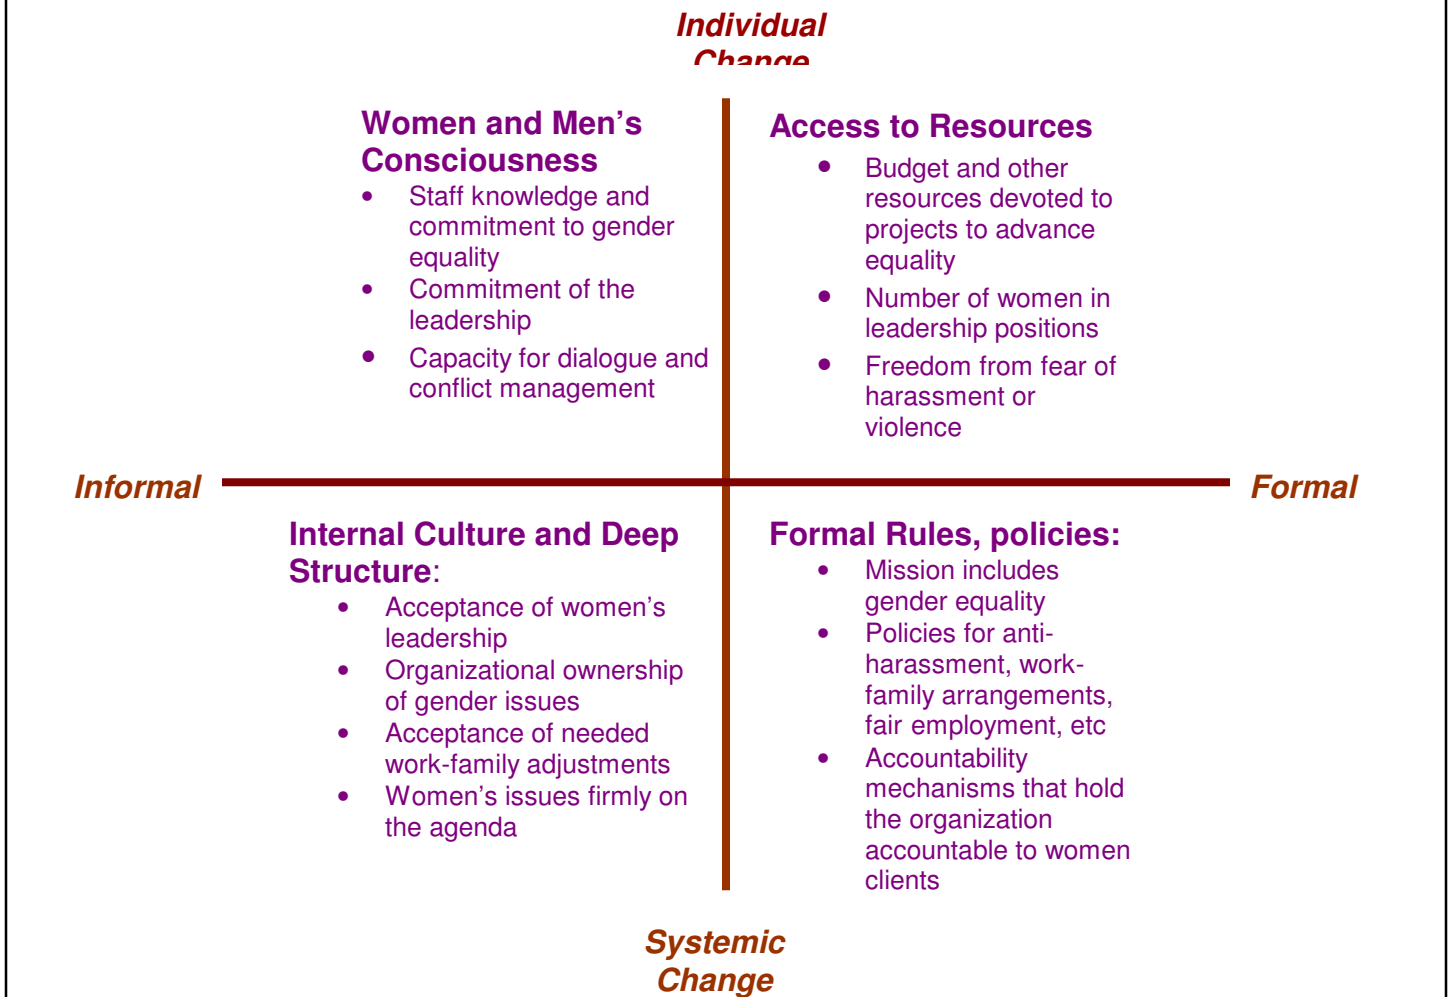 Individual
Change
Women and Men’s
Consciousness
• Staff knowledge and
commitment to gender
equality
• Commitment of the
leadership
• Capacity for dialogue and
conflict management
Access to Resources
• Budget and other
resources devoted to
projects to advance
equality
• Number of women in
leadership positions
• Freedom from fear of
harassment or
violence
Informal
Formal
Internal Culture and Deep
Structure:
• Acceptance of women’s
leadership
• Organizational ownership
of gender issues
• Acceptance of needed
work-family adjustments
• Women’s issues firmly on
the agenda
Formal Rules, policies:
• Mission includes
gender equality
• Policies for anti-
harassment, work-
family arrangements,
fair employment, etc
• Accountability
mechanisms that hold
the organization
accountable to women
clients
Systemic
Change